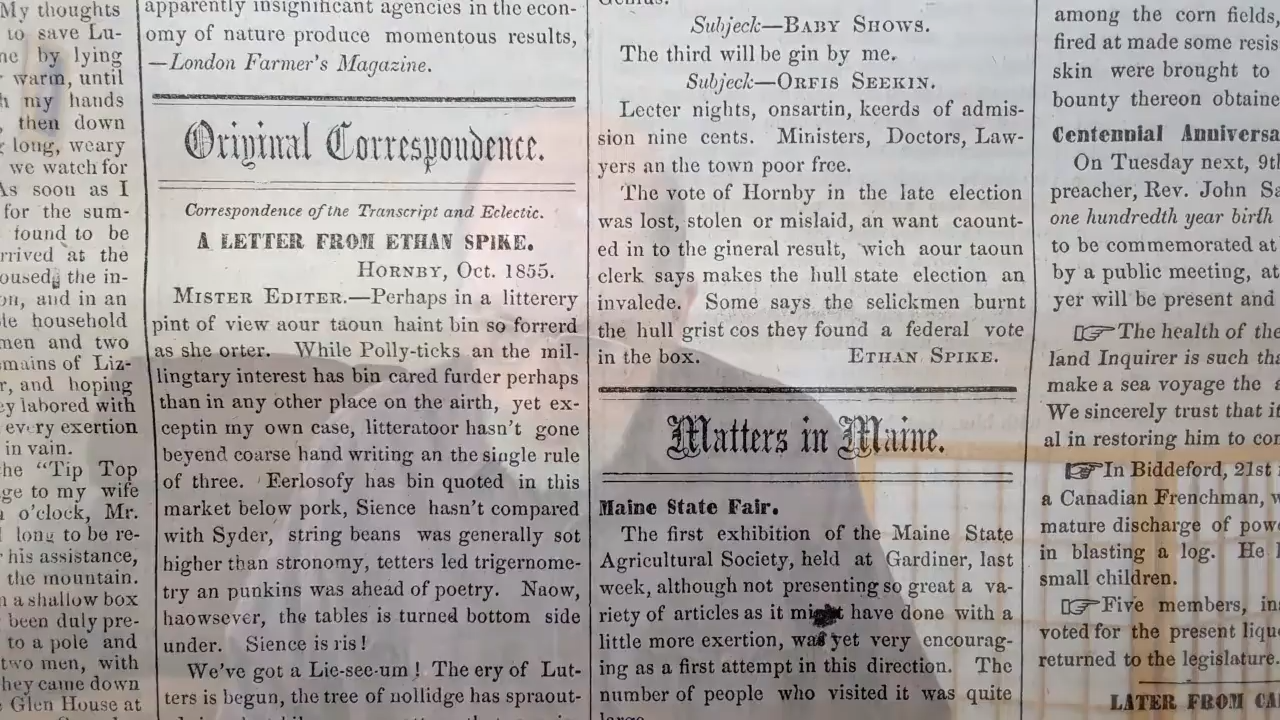 My thoughts
to save Lu-
by lying
warm, until
my hands
then down
long, weary
we watch for
As soon as I
for the sum-
found to be
arrived at the
the in-
and in an
household
men and two
mains of Liz-
and hoping
labored with
every exertion
in vain.
the "Tip Top
to my wife
o'clock, Mr.
long to be re-
his assistance,
the mountain.
a shallow box
been duly pre-
to a pole and
two men, with
they came down
Glen House at
apparently insignificant agencies in the econ-
omy of nature produce momentous results,
—London Farmer's Magazine.
Original Correspondence.
Correspondence of the Transcript and Eclectic.
A LETTER FROM ETHAN SPIKE.
HORNBY, Oct. 1855.
MISTER EDITER.—Perhaps in a litterery
pint of view aour taoun haint bin so forrerd
as she orter. While Polly-ticks an the mil-
lingtary interest has bin cared furder perhaps
than in any other place on the airth, yet ex-
ceptin my own case, litteratoor hasn't gone
beyend coarse hand writing an the single rule
of three. Eerlosofy has bin quoted in this
market below pork, Sience hasn't compared
with Syder, string beans was generally sot
higher than stronomy, tetters led trigernome-
try an punkins was ahead of poetry. Naow,
haowsever, the tables is turned bottom side
under. Sience is ris!
We've got a Lie-see-um! The ery of Lut-
ters is begun, the tree of nollidge has spraout-
Genius.
Subjeck—BABY SHOWS.
The third will be gin by me.
Subjeck—ORFIS SEEKIN.
Lecter nights, onsartin, keerds of admis-
sion nine cents. Ministers, Doctors, Law-
yers an the town poor free.
The vote of Hornby in the late election
was lost, stolen or mislaid, an want caount-
ed in to the gineral result, wich aour taoun
clerk says makes the hull state election an
invalede. Some says the selickmen burnt
the hull grist cos they found a federal vote
in the box. ETHAN SPIKE.
Matters in Maine.
Maine State Fair.
The first exhibition of the Maine State
Agricultural Society, held at Gardiner, last
week, although not presenting so great a va-
riety of articles as it might have done with a
little more exertion, was yet very encourag-
ing as a first attempt in this direction. The
number of people who visited it was quite
among the corn fields,
fired at made some resis
skin were brought to
bounty thereon obtaine
Centennial Anniversa
On Tuesday next, 9th
preacher, Rev. John Sa
one hundredth year birth
to be commemorated at
by a public meeting, at
yer will be present and
☞The health of the
land Inquirer is such tha
make a sea voyage the
We sincerely trust that i
al in restoring him to co
☞In Biddeford, 21st
a Canadian Frenchman,
mature discharge of pow
in blasting a log. He
small children.
☞Five members, in
voted for the present liqu
returned to the legislature.
LATER FROM CA